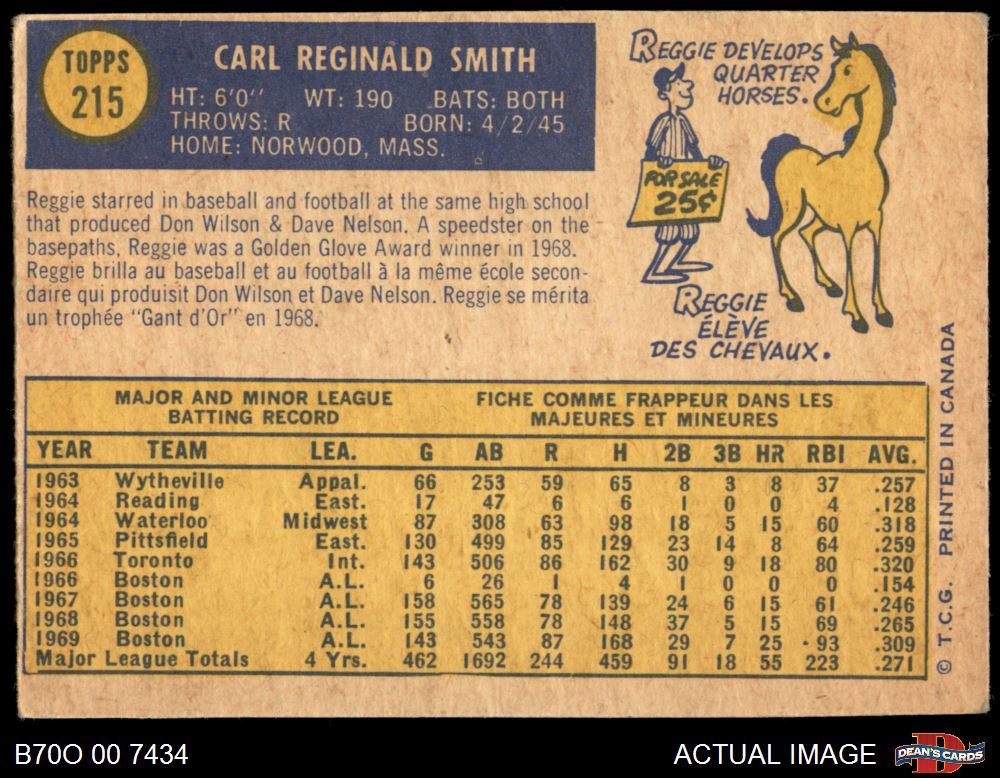 TOPPS
215
CARL REGINALD SMITH
HT: 6'0'' WT: 190 BATS: BOTH
THROWS: R BORN: 4/2/45
HOME: NORWOOD, MASS.
REGGIE DEVELOPS
QUARTER
HORSES.
FOR SALE
25¢
REGGIE
ÉLÈVE
DES CHEVAUX.
Reggie starred in baseball and football at the same high school
that produced Don Wilson & Dave Nelson. A speedster on the
basepaths, Reggie was a Golden Glove Award winner in 1968.
Reggie brilla au baseball et au football à la même école secon-
daire qui produisit Don Wilson et Dave Nelson. Reggie se mérita
un trophée "Gant d'Or" en 1968.
MAJOR AND MINOR LEAGUE
BATTING RECORD
FICHE COMME FRAPPEUR DANS LES
MAJEURES ET MINEURES
YEAR TEAM LEA. G AB R H 2B 3B HR RBI AVG.
1963 Wytheville Appal. 66 253 59 65 8 3 8 37 .257
1964 Reading East. 17 47 6 6 1 0 0 4 .128
1964 Waterloo Midwest 87 308 63 98 18 5 15 60 .318
1965 Pittsfield East. 130 499 85 129 23 14 8 64 .259
1966 Toronto Int. 143 506 86 162 30 9 18 80 .320
1966 Boston A.L. 6 26 1 4 1 0 0 0 .154
1967 Boston A.L. 158 565 78 139 24 6 15 61 .246
1968 Boston A.L. 155 558 78 148 37 5 15 69 .265
1969 Boston A.L. 143 543 87 168 29 7 25 93 .309
Major League Totals 4 Yrs. 462 1692 244 459 91 18 55 223 .271
© T.C.G. PRINTED IN CANADA
B70O 00 7434
ACTUAL IMAGE
DEAN'S CARDS